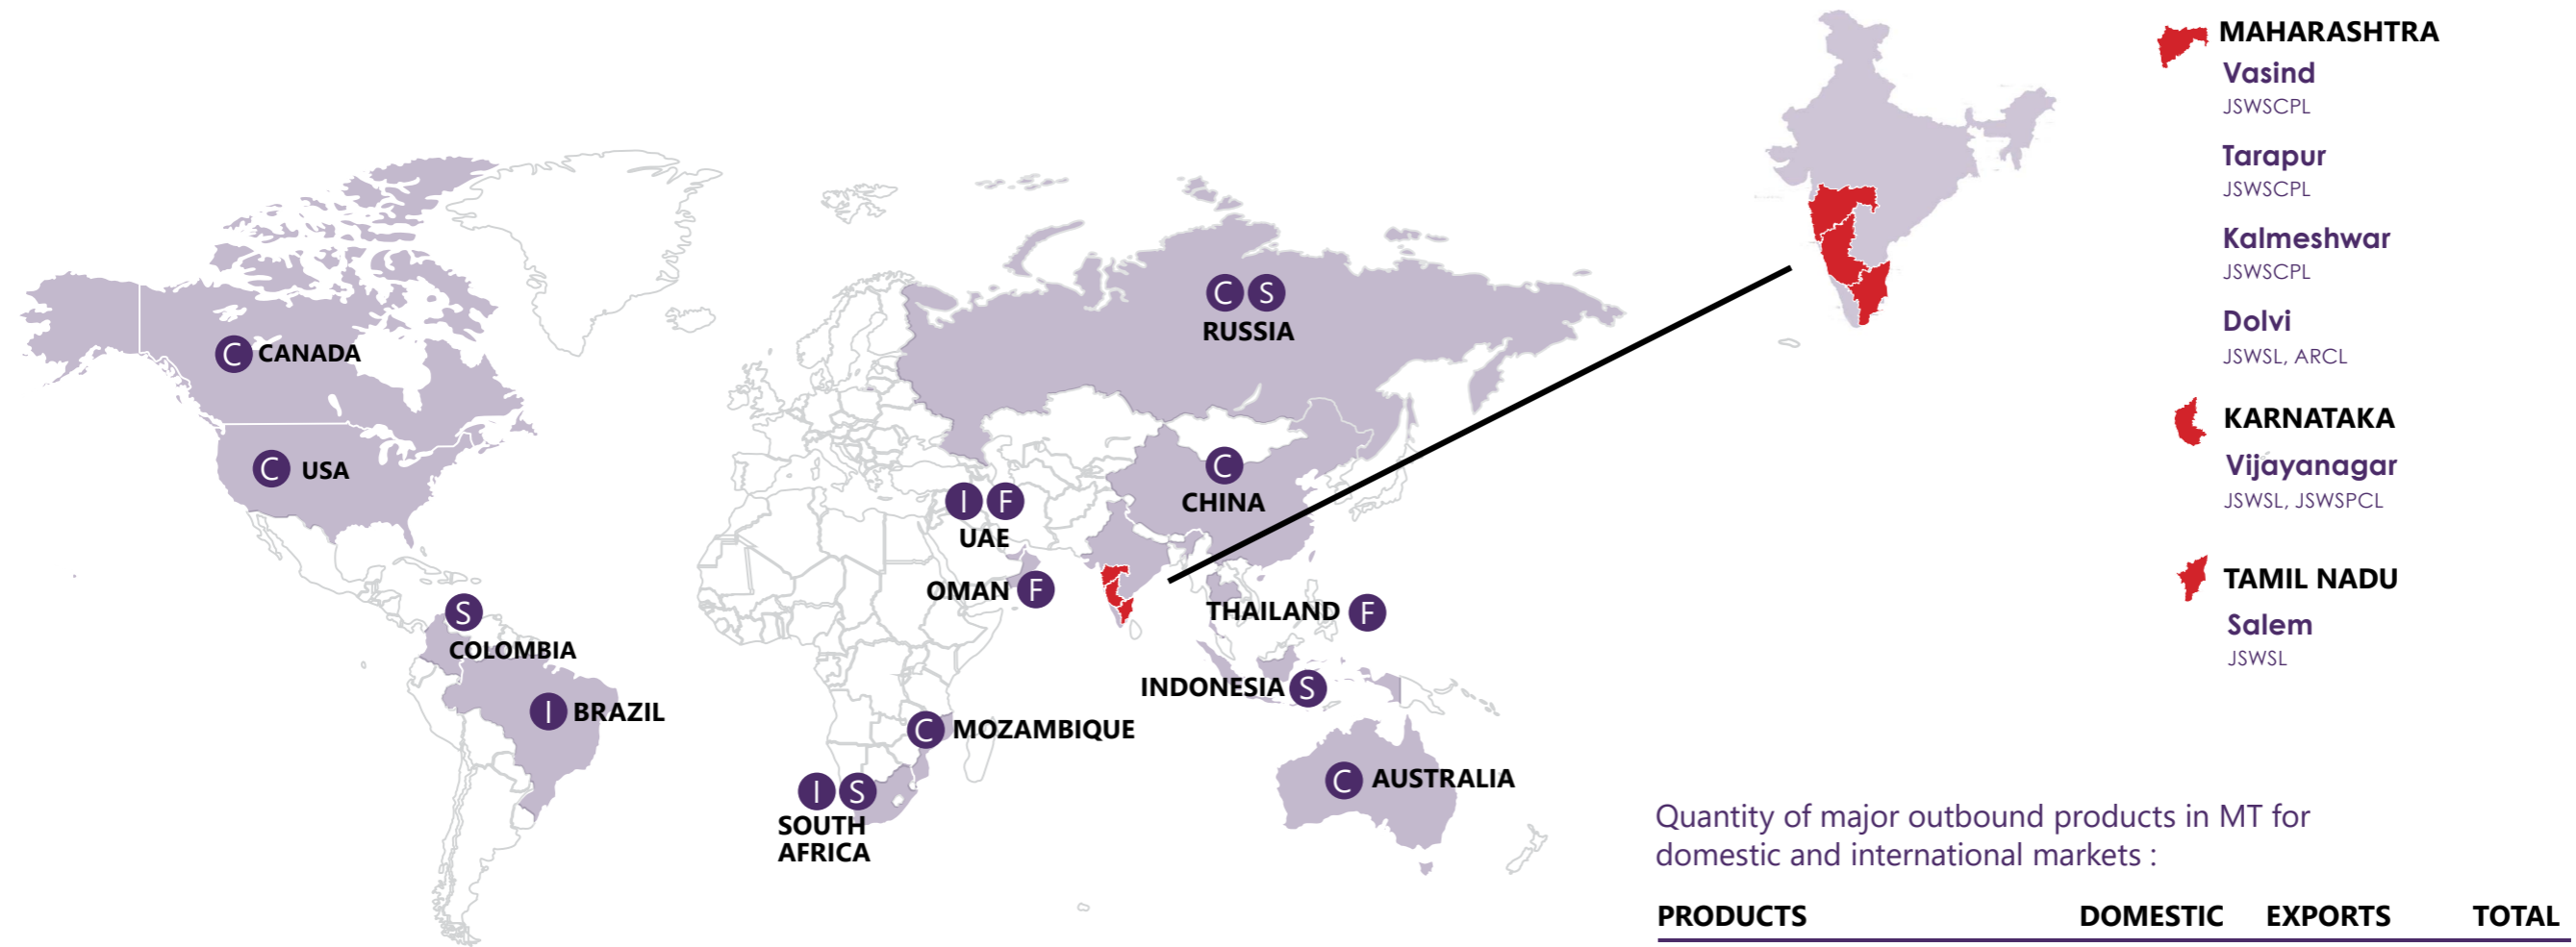 C CANADA
C USA
S
COLOMBIA
I BRAZIL
C S
RUSSIA
C
CHINA
I F
UAE
OMAN F
THAILAND F
INDONESIA S
C MOZAMBIQUE
I S
SOUTH
AFRICA
C AUSTRALIA
MAHARASHTRA
Vasind
JSWSCPL
Tarapur
JSWSCPL
Kalmeshwar
JSWSCPL
Dolvi
JSWSL, ARCL
KARNATAKA
Vijayanagar
JSWSL, JSWSPCL
TAMIL NADU
Salem
JSWSL
Quantity of major outbound products in MT for
domestic and international markets :
PRODUCTS DOMESTIC EXPORTS TOTAL